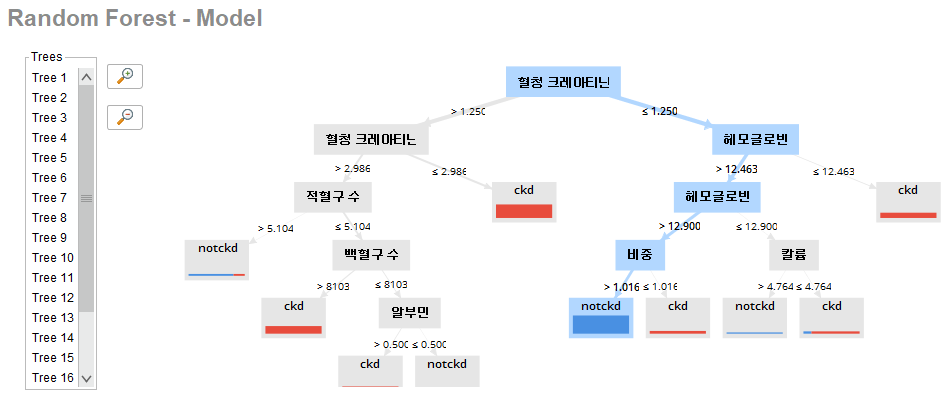 Random Forest - Model
Trees
Tree 1
Tree 2
Tree 3
Tree 4
Tree 5
Tree 6
Tree 7
Tree 8
Tree 9
Tree 10
Tree 11
Tree 12
Tree 13
Tree 14
Tree 15
Tree 16
혈청 크레아티닌
> 1.250 ≤ 1.250
혈청 크레아티닌 헤모글로빈
> 2.986 ≤ 2.986 > 12.463 ≤ 12.463
적혈구 수 ckd 헤모글로빈 ckd
> 5.104 ≤ 5.104 > 12.900 ≤ 12.900
notckd 백혈구 수 비중 칼륨
> 8103 ≤ 8103 > 1.016 ≤ 1.016 > 4.764 ≤ 4.764
ckd 알부민 notckd ckd notckd ckd
> 0.500 ≤ 0.500
ckd notckd